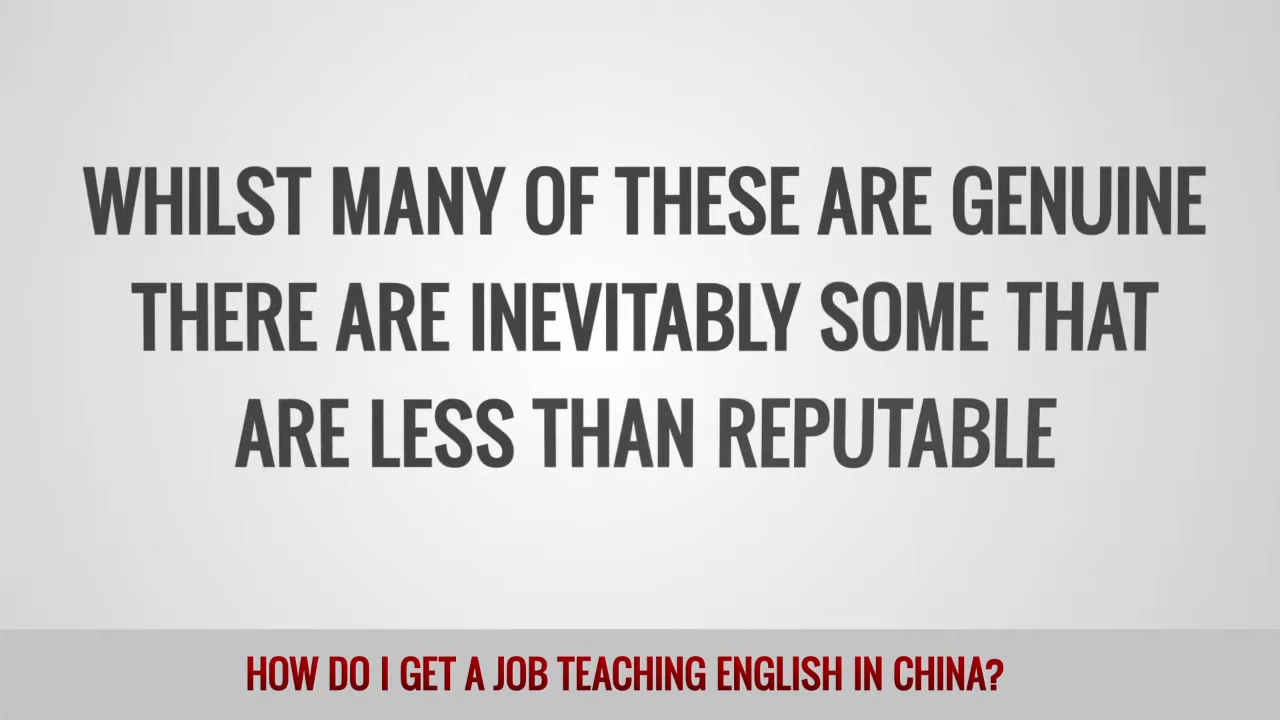 WHILST MANY OF THESE ARE GENUINE
THERE ARE INEVITABLY SOME THAT
ARE LESS THAN REPUTABLE
HOW DO I GET A JOB TEACHING ENGLISH IN CHINA?